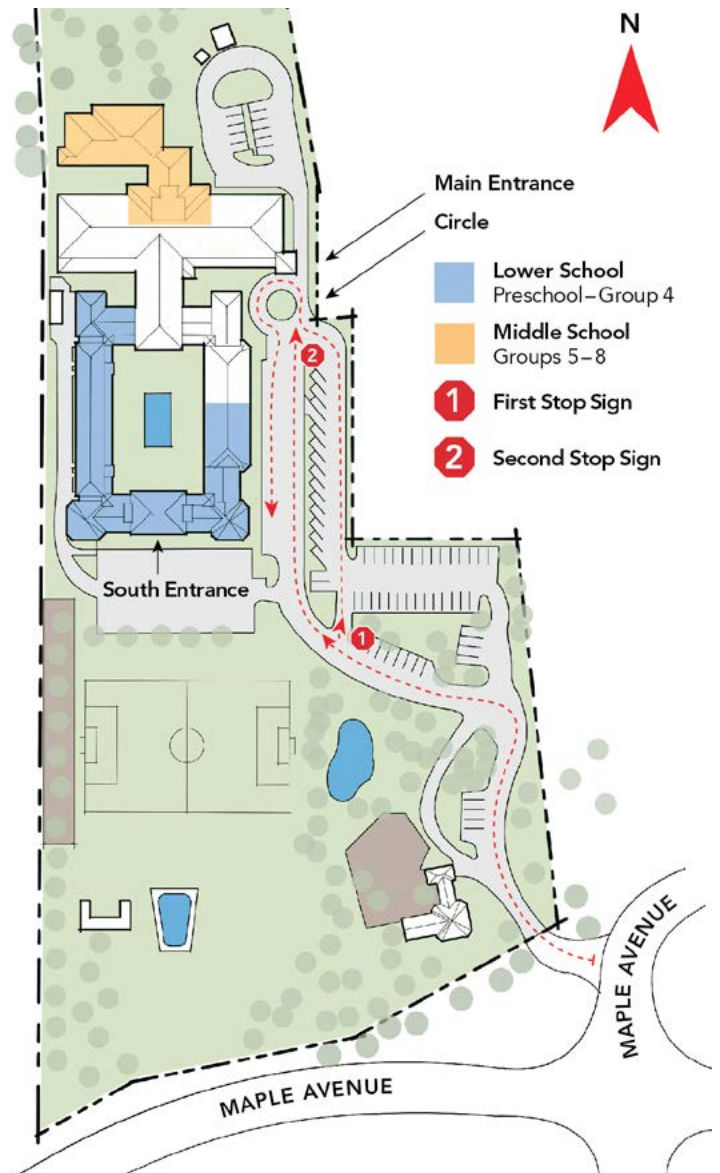 N
Main Entrance
Circle
Lower School
Preschool–Group 4
Middle School
Groups 5–8
1 First Stop Sign
2 Second Stop Sign
2
South Entrance
1
MAPLE AVENUE
MAPLE AVENUE